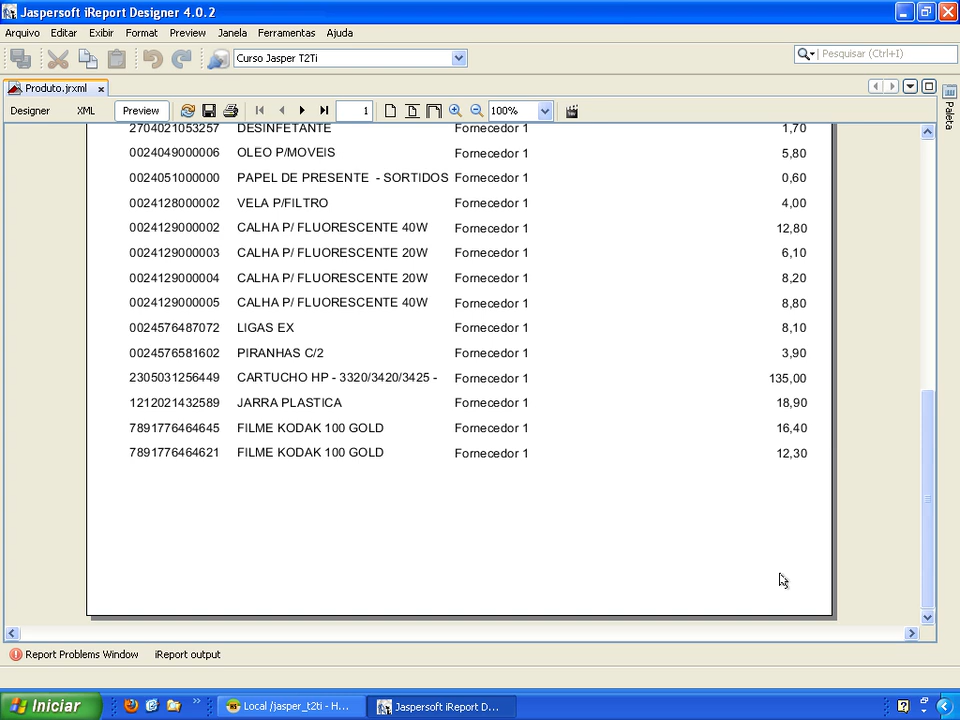 Jaspersoft iReport Designer 4.0.2
Arquivo Editar Exibir Format Preview Janela Ferramentas Ajuda
Curso Jasper T2Ti
Pesquisar (Ctrl+I)
Produto.jrxml
Designer XML Preview 1 100%
Paleta
2704021053257 DESINFETANTE Fornecedor 1 1,70
0024049000006 OLEO P/MOVEIS Fornecedor 1 5,80
0024051000000 PAPEL DE PRESENTE - SORTIDOS Fornecedor 1 0,60
0024128000002 VELA P/FILTRO Fornecedor 1 4,00
0024129000002 CALHA P/ FLUORESCENTE 40W Fornecedor 1 12,80
0024129000003 CALHA P/ FLUORESCENTE 20W Fornecedor 1 6,10
0024129000004 CALHA P/ FLUORESCENTE 20W Fornecedor 1 8,20
0024129000005 CALHA P/ FLUORESCENTE 40W Fornecedor 1 8,80
0024576487072 LIGAS EX Fornecedor 1 8,10
0024576581602 PIRANHAS C/2 Fornecedor 1 3,90
2305031256449 CARTUCHO HP - 3320/3420/3425 - Fornecedor 1 135,00
1212021432589 JARRA PLASTICA Fornecedor 1 18,90
7891776464645 FILME KODAK 100 GOLD Fornecedor 1 16,40
7891776464621 FILME KODAK 100 GOLD Fornecedor 1 12,30
Report Problems Window iReport output
Iniciar Local /jasper_t2ti - H... Jaspersoft iReport D...